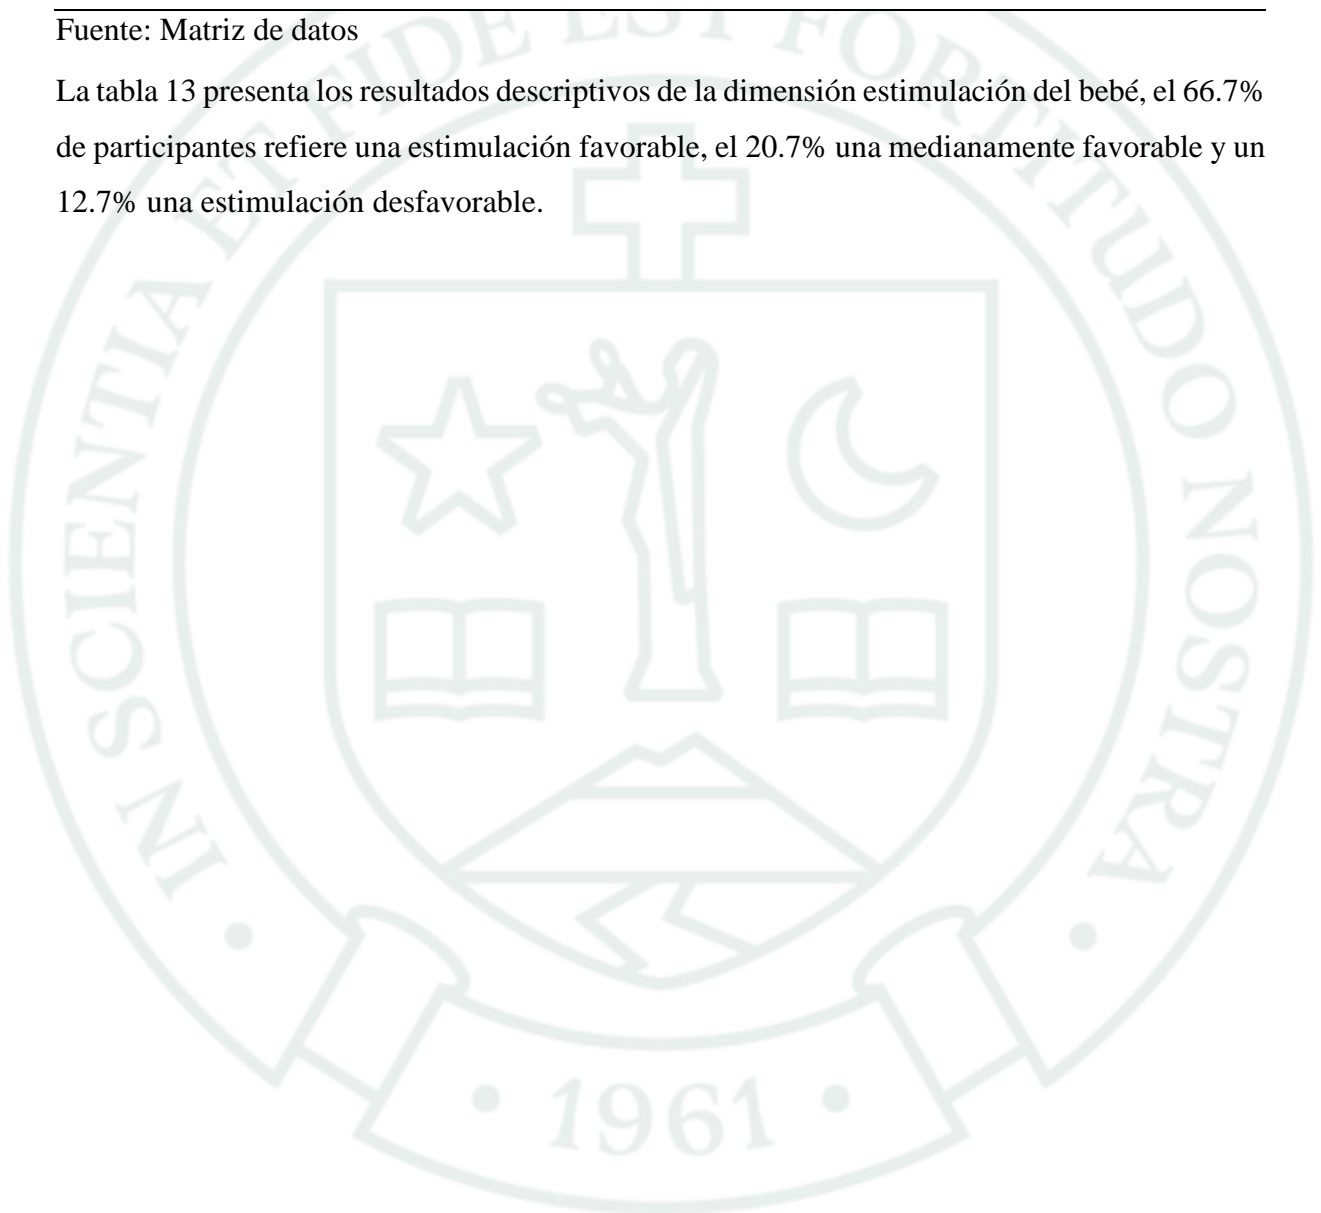 Fuente: Matriz de datos
La tabla 13 presenta los resultados descriptivos de la dimensión estimulación del bebé, el 66.7%
de participantes refiere una estimulación favorable, el 20.7% una medianamente favorable y un
12.7% una estimulación desfavorable.
IN SCIENTIA ET FIDE EST FORTITUDO NOSTRA
• 1961 •